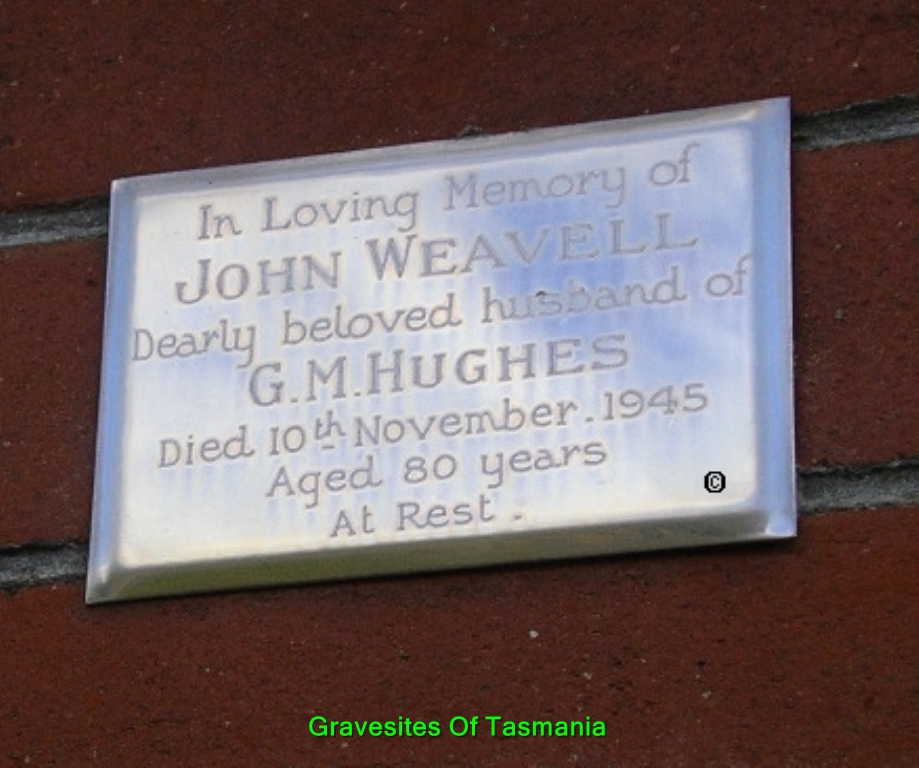 In Loving Memory of
JOHN WEAVELL
Dearly beloved husband of
G.M.HUGHES
Died 10th November.1945
Aged 80 years
At Rest.
©
Gravesites Of Tasmania